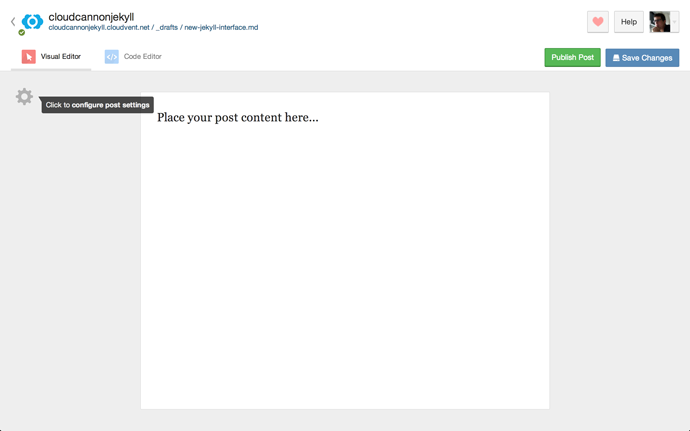 cloudcannonjekyll
cloudcannonjekyll.cloudvent.net / _drafts / new-jekyll-interface.md
Help
Visual Editor
</> Code Editor
Publish Post
Save Changes
Click to configure post settings
Place your post content here...